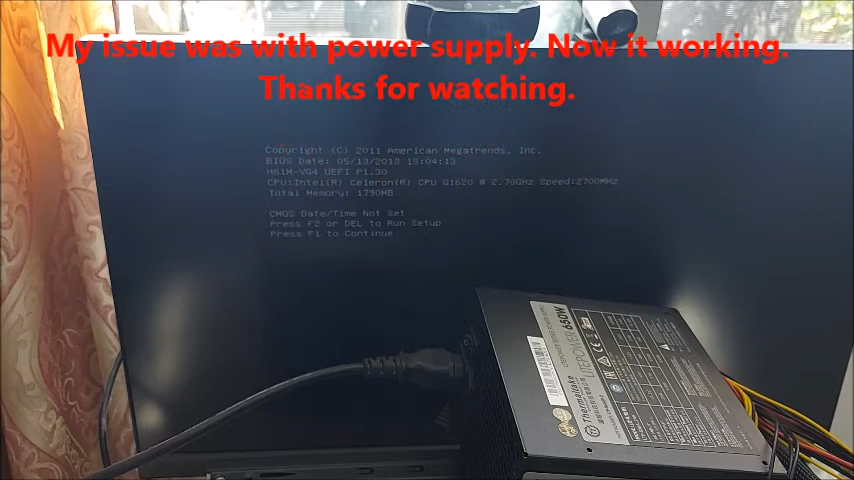 My issue was with power supply. Now it working.
Thanks for watching.
Copyright (C) 2011 American Megatrends, Inc.
BIOS Date: 05/13/2013 15:04:13
H61M-VG4 UEFI P1.30
CPU:Intel(R) Celeron(R) CPU G1620 @ 2.70GHz Speed:2700MHz
Total Memory: 1790MB
CMOS Date/Time Not Set
Press F2 or DEL to Run Setup
Press F1 to Continue
LITEPOWER 650W
Thermaltake